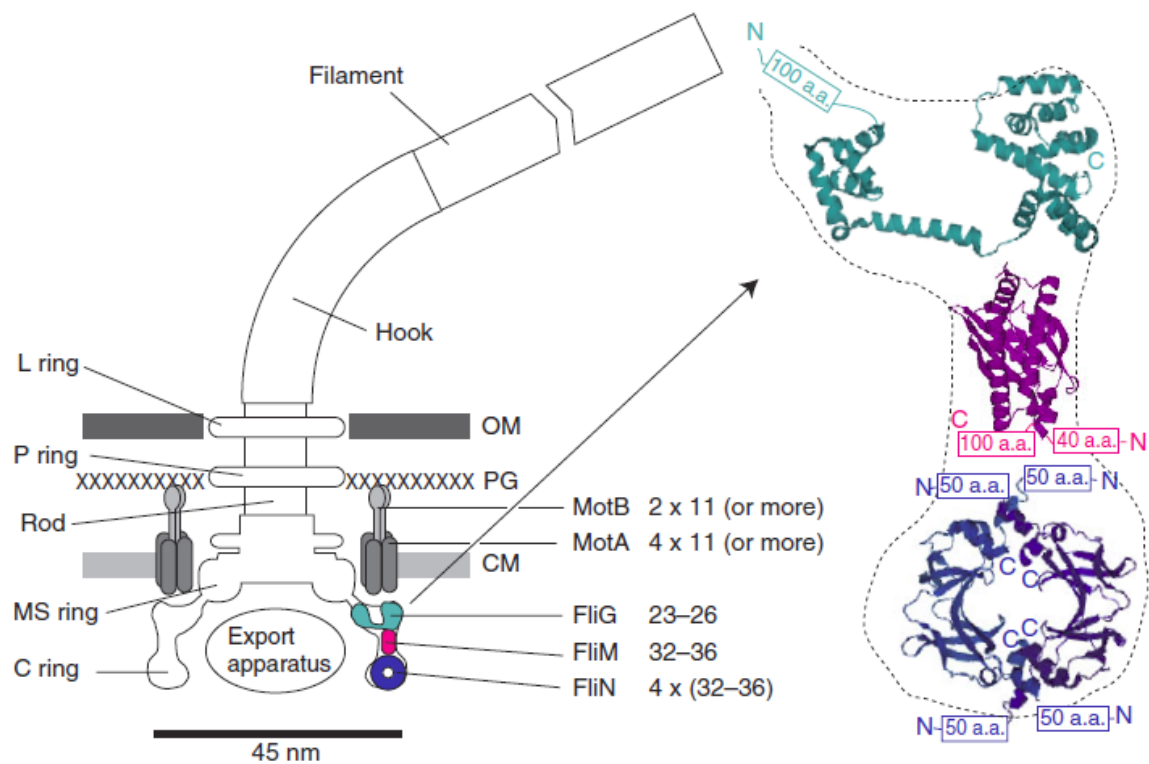 Filament
Hook
L ring
OM
P ring
XXXXXXXXXX XXXXXXXXXX PG
Rod
MotB 2 x 11 (or more)
MotA 4 x 11 (or more)
CM
MS ring
FliG 23–26
Export
apparatus
FliM 32–36
C ring
FliN 4 x (32–36)
45 nm
N
100 a.a.
C
C
100 a.a.
40 a.a.-N
N-50 a.a.
50 a.a.-N
C
C
C
C
N-50 a.a.
50 a.a.-N